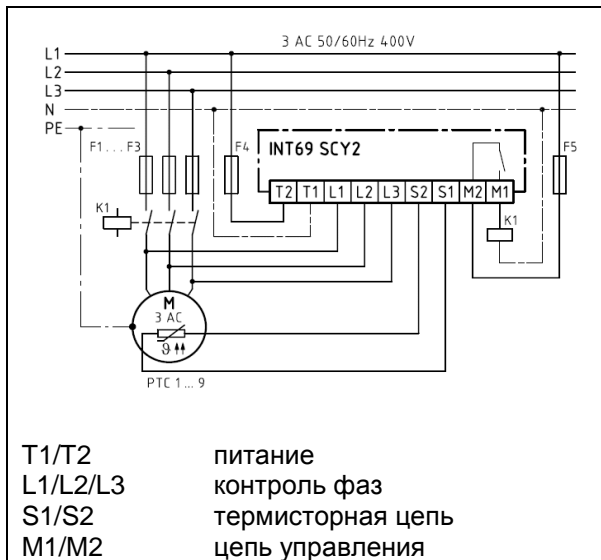 3 AC 50/60Hz 400V
L1
L2
L3
N
PE
F1...F3
F4
INT69 SCY2
F5
T2 T1 L1 L2 L3 S2 S1 M2 M1
K1
K1
M
3 AC
ϑ
PTC 1...9
T1/T2 питание
L1/L2/L3 контроль фаз
S1/S2 термисторная цепь
M1/M2 цепь управления